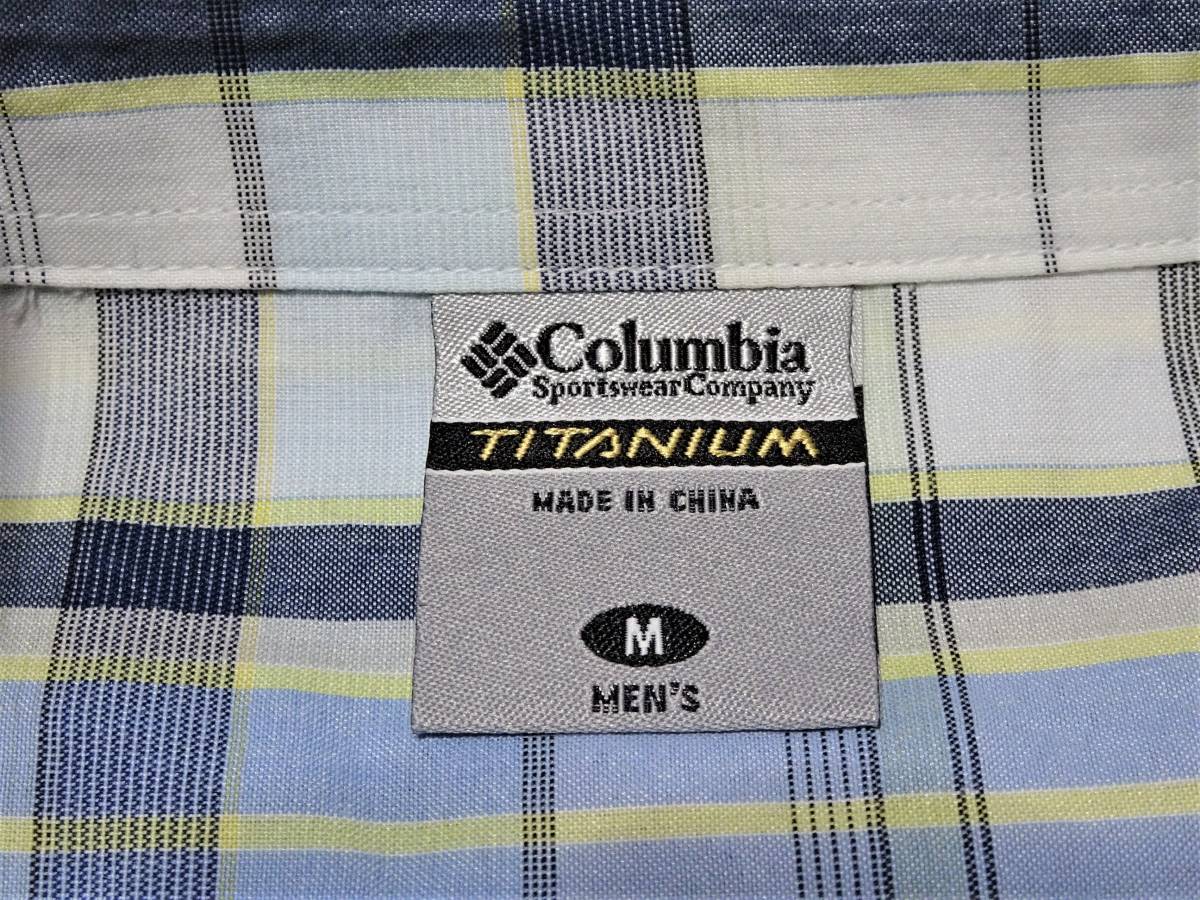 Columbia
Sportswear Company
TITANIUM
MADE IN CHINA
M
MEN'S